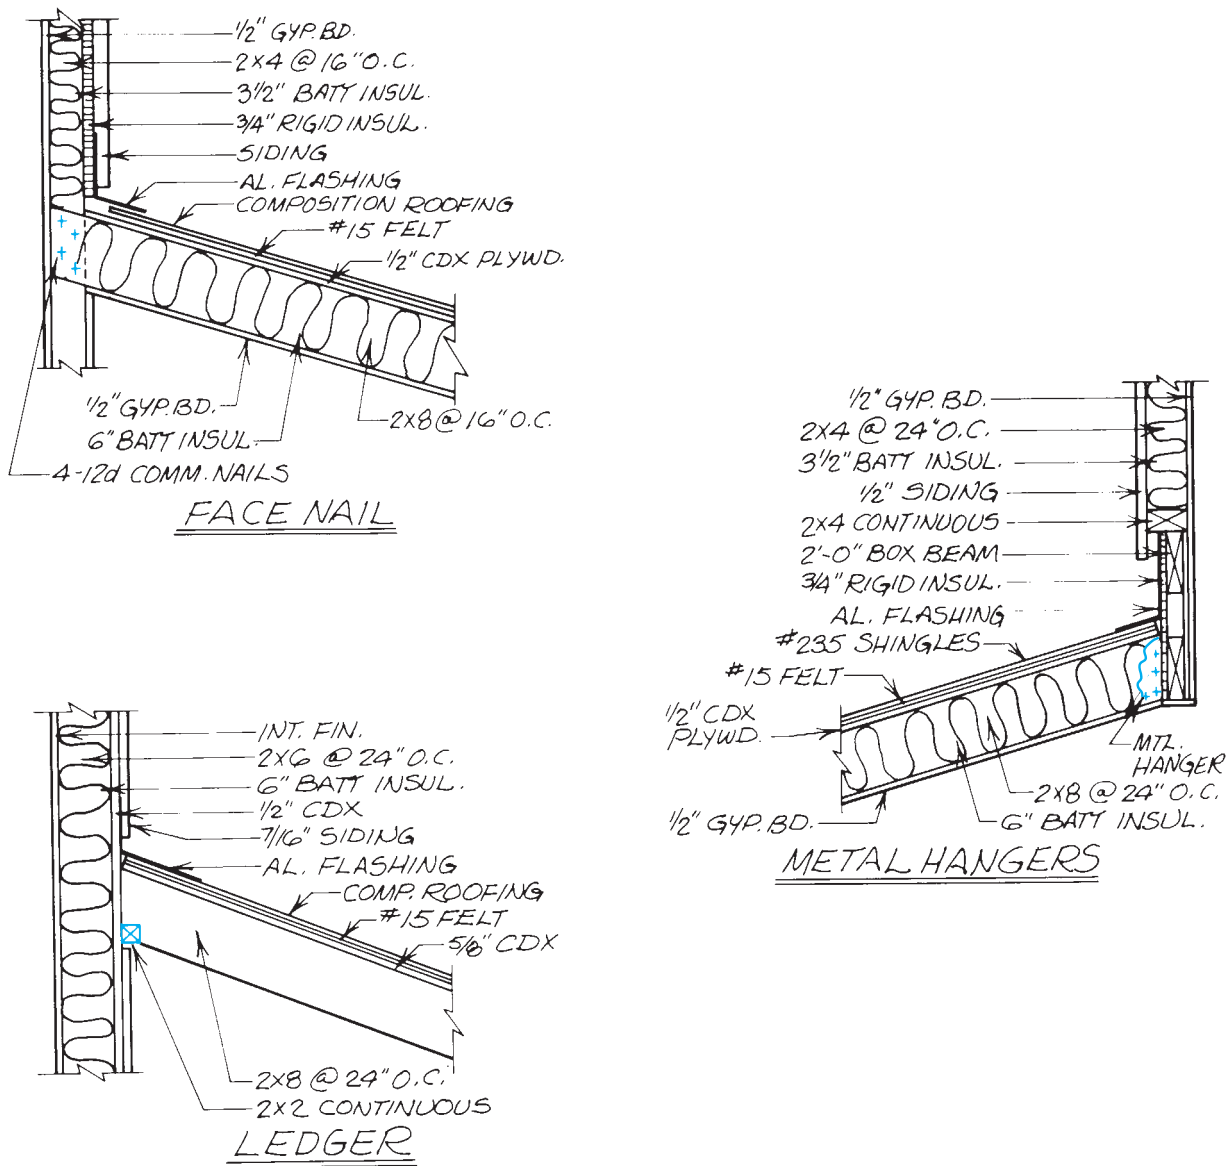 1/2" GYP. BD.
2X4 @ 16" O.C.
3 1/2" BATT INSUL.
3/4" RIGID INSUL.
SIDING
AL. FLASHING
COMPOSITION ROOFING
#15 FELT
1/2" CDX PLYWD.
1/2" GYP. BD.
2X8 @ 16" O.C.
6" BATT INSUL.
4-12d COMM. NAILS
FACE NAIL
1/2" GYP. BD.
2X4 @ 24" O.C.
3 1/2" BATT INSUL.
1/2" SIDING
2X4 CONTINUOUS
2'-0" BOX BEAM
3/4" RIGID INSUL.
AL. FLASHING
#235 SHINGLES
#15 FELT
1/2" CDX
PLYWD.
MTL.
HANGER
2X8 @ 24" O.C.
1/2" GYP. BD.
6" BATT INSUL.
METAL HANGERS
INT. FIN.
2X6 @ 24" O.C.
6" BATT INSUL.
1/2" CDX
7/16" SIDING
AL. FLASHING
COMP. ROOFING
#15 FELT
5/8" CDX
2X8 @ 24" O.C.
2X2 CONTINUOUS
LEDGER